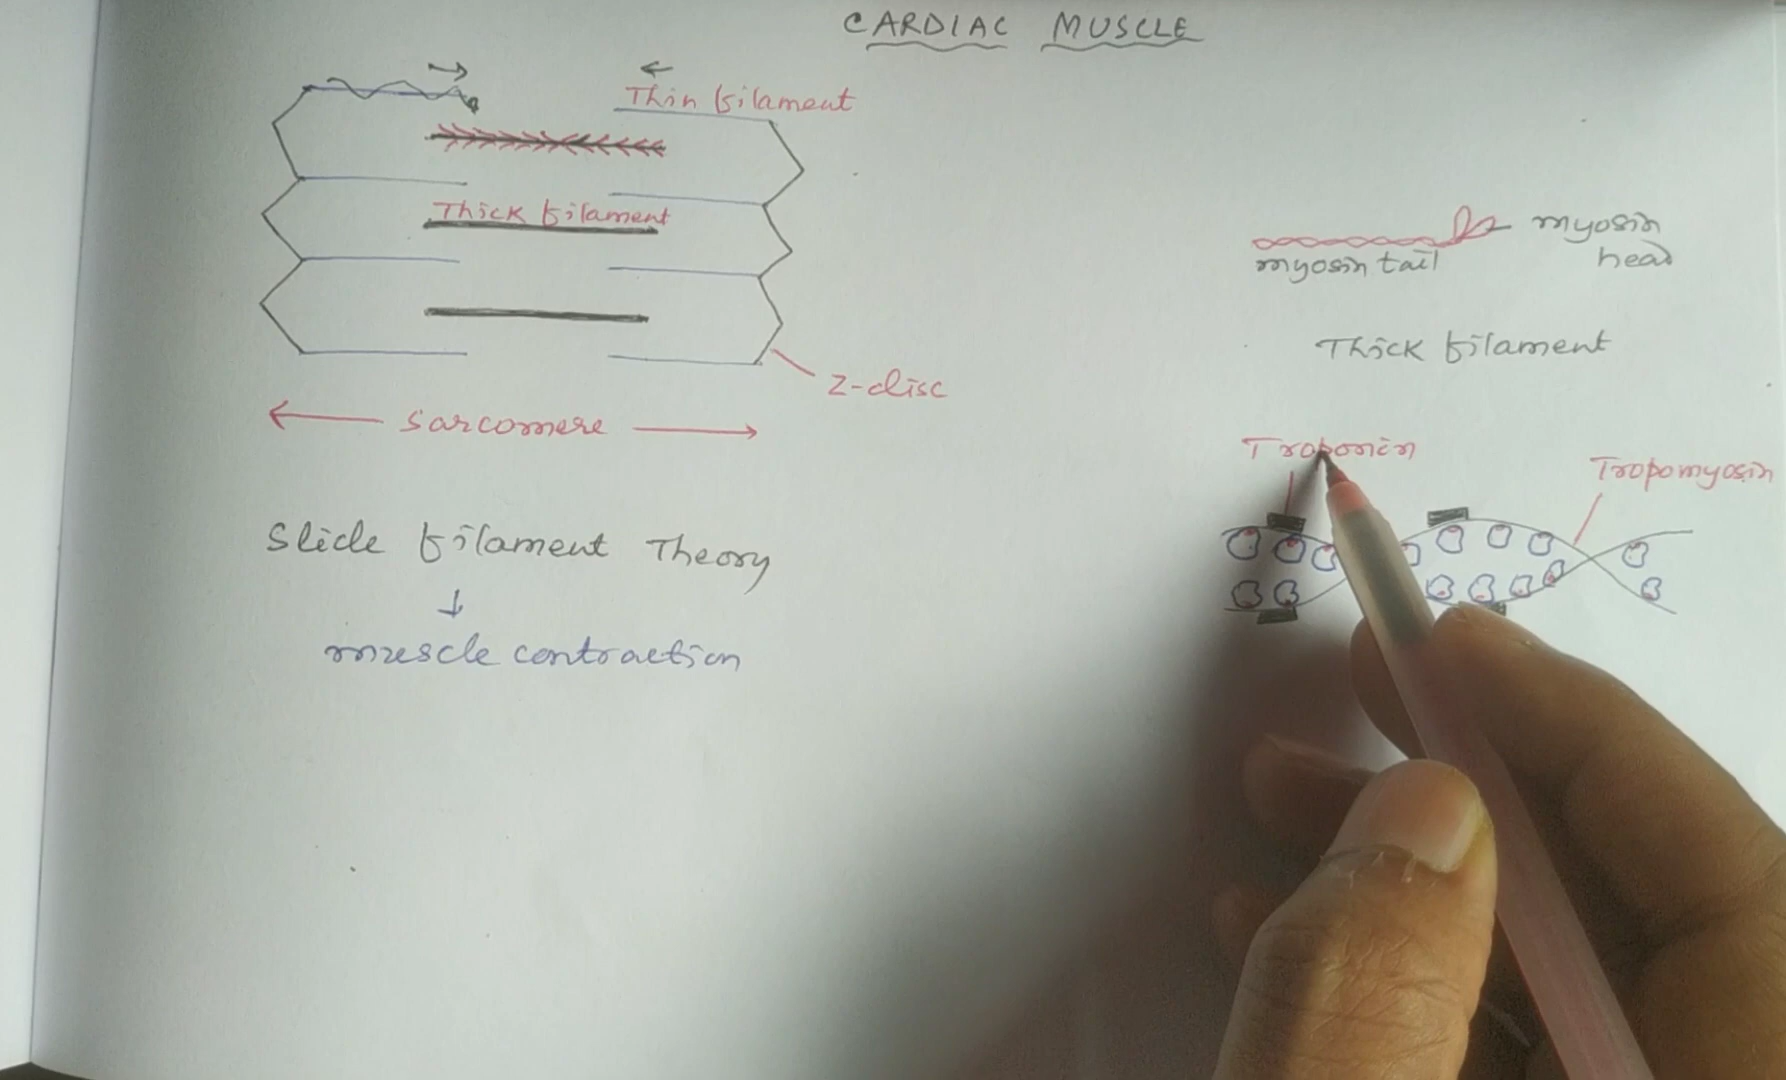 CARDIAC MUSCLE
Thin filament
Thick filament
Z-disc
Sarcomere
Slide filament Theory
muscle contraction
myosin
head
myosin tail
Thick filament
Troponin
Tropomyosin